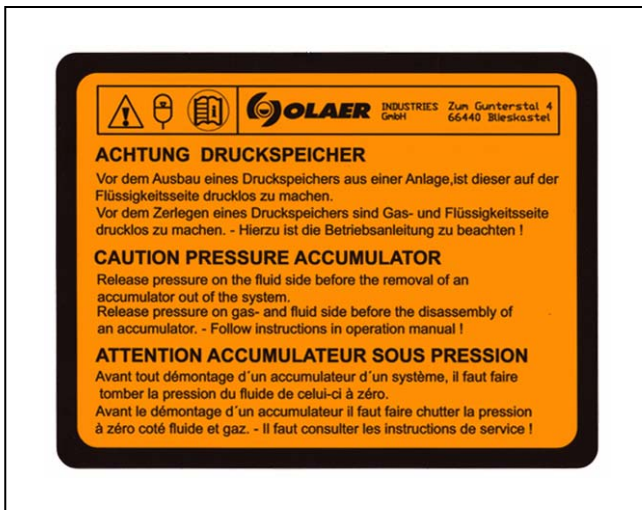 OLAER INDUSTRIES Zum Gunterstal 4
GmbH 66440 Blieskastel
ACHTUNG DRUCKSPEICHER
Vor dem Ausbau eines Druckspeichers aus einer Anlage,ist dieser auf der
Flüssigkeitsseite drucklos zu machen.
Vor dem Zerlegen eines Druckspeichers sind Gas- und Flüssigkeitsseite
drucklos zu machen. - Hierzu ist die Betriebsanleitung zu beachten !
CAUTION PRESSURE ACCUMULATOR
Release pressure on the fluid side before the removal of an
accumulator out of the system.
Release pressure on gas- and fluid side before the disassembly of
an accumulator. - Follow instructions in operation manual !
ATTENTION ACCUMULATEUR SOUS PRESSION
Avant tout démontage d´un accumulateur d´un système, il faut faire
tomber la pression du fluide de celui-ci à zéro.
Avant le démontage d´un accumulateur il faut faire chutter la pression
à zéro coté fluide et gaz. - Il faut consulter les instructions de service !